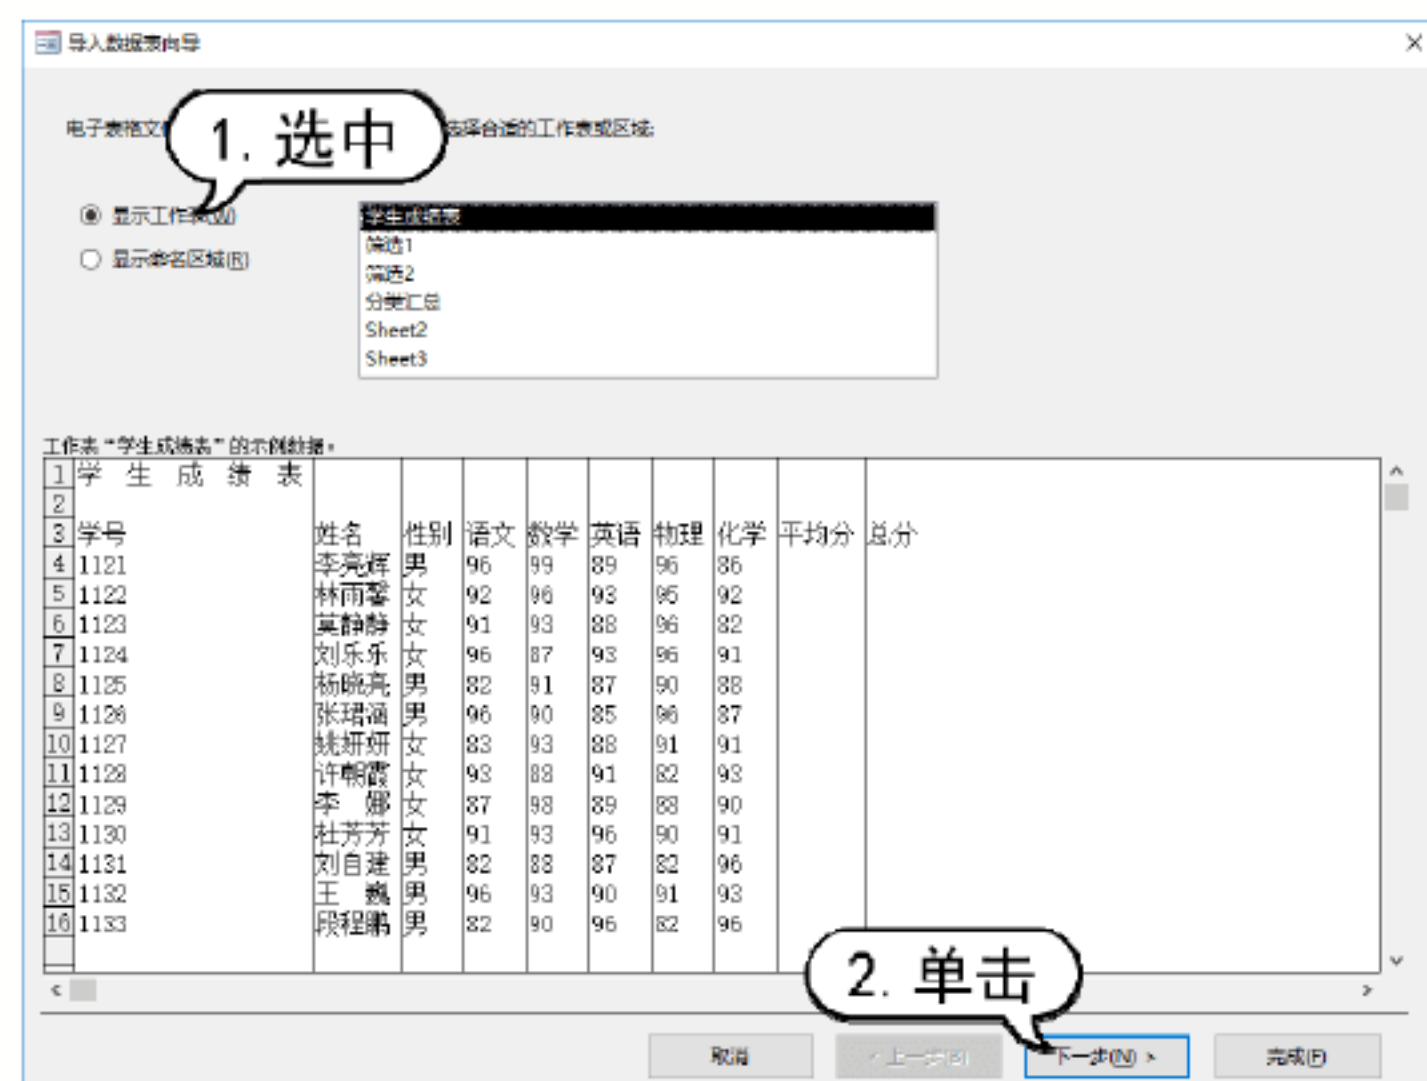 导入数据表向导
电子表格文
1. 选中
选择合适的工作表或区域:
显示工作表(W)
显示命名区域(R)
学生成绩表
筛选1
筛选2
分类汇总
Sheet2
Sheet3
工作表“学生成绩表”的示例数据。
1 学 生 成 绩 表
2
3 学号 姓名 性别 语文 数学 英语 物理 化学 平均分 总分
4 1121 李亮辉 男 96 99 89 96 86
5 1122 林雨馨 女 92 96 93 95 92
6 1123 莫静静 女 91 93 88 96 82
7 1124 刘乐乐 女 96 87 93 96 91
8 1125 杨晓亮 男 82 91 87 90 88
9 1126 张珺涵 男 96 90 85 96 87
10 1127 姚妍妍 女 83 93 88 91 91
11 1128 许朝霞 女 93 88 91 82 93
12 1129 李 娜 女 87 98 89 88 90
13 1130 杜芳芳 女 91 93 96 90 91
14 1131 刘自建 男 82 88 87 82 96
15 1132 王 巍 男 96 93 90 91 93
16 1133 段程鹏 男 82 90 96 82 96
2. 单击
取消 < 上一步(B) 下一步(N) > 完成(F)